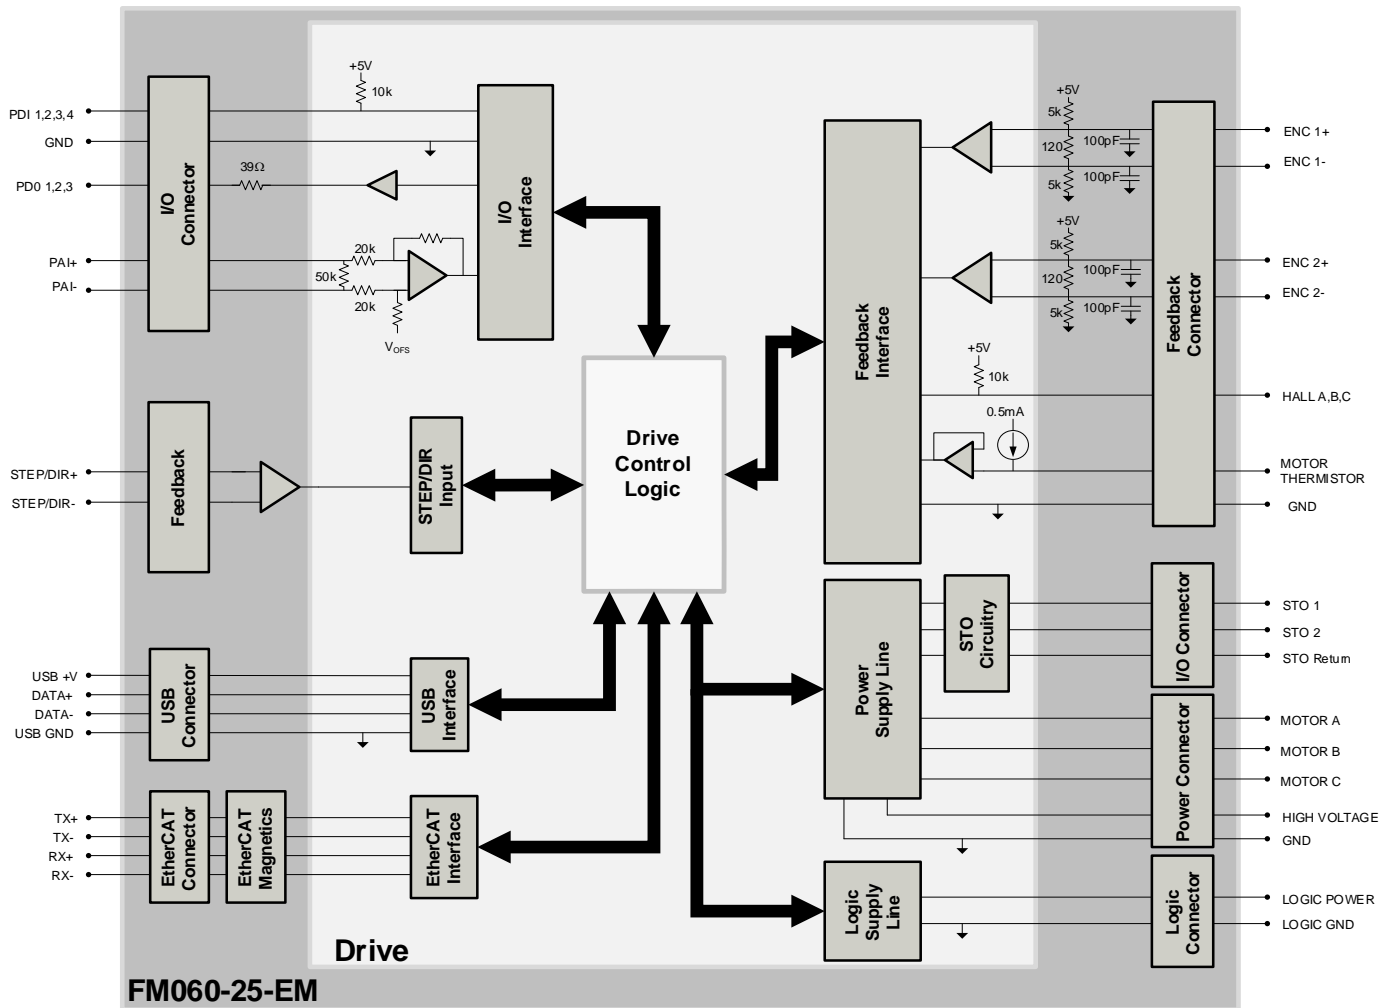 +5V
10k
PDI 1,2,3,4
GND
39Ω
PD0 1,2,3
PAI+
PAI-
20k
50k
20k
VOFS
I/O
Connector
I/O
Interface
STEP/DIR+
STEP/DIR-
Feedback
STEP/DIR
Input
Drive
Control
Logic
USB +V
DATA+
DATA-
USB GND
USB
Connector
USB
Interface
TX+
TX-
RX+
RX-
EtherCAT
Connector
EtherCAT
Magnetics
EtherCAT
Interface
Feedback
Interface
+5V
5k
120
5k
100pF
100pF
+5V
5k
120
5k
100pF
100pF
+5V
10k
0.5mA
Feedback
Connector
ENC 1+
ENC 1-
ENC 2+
ENC 2-
HALL A,B,C
MOTOR
THERMISTOR
GND
Power
Supply Line
STO
Circuitry
I/O Connector
STO 1
STO 2
STO Return
Power Connector
MOTOR A
MOTOR B
MOTOR C
HIGH VOLTAGE
GND
Logic
Supply
Line
Logic
Connector
LOGIC POWER
LOGIC GND
Drive
FM060-25-EM